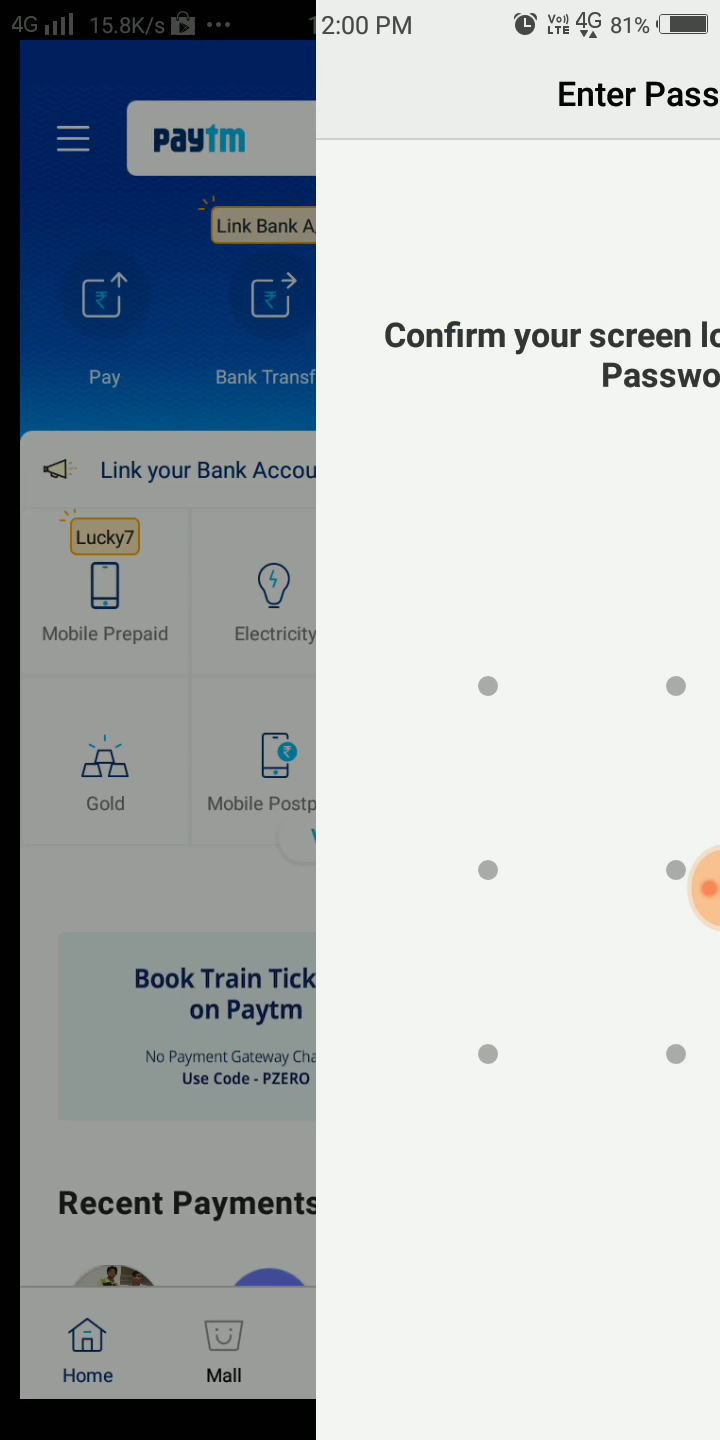 4G 15.8K/s ... 12:00 PM 4G 81%
VoLTE
Enter Pass
paytm
Link Bank A
Confirm your screen lo
Passwo
Pay
Bank Transf
Link your Bank Accou
Lucky7
Mobile Prepaid
Electricity
Gold
Mobile Postp
V
Book Train Tick
on Paytm
No Payment Gateway Cha
Use Code - PZERO
Recent Payments
Home
Mall